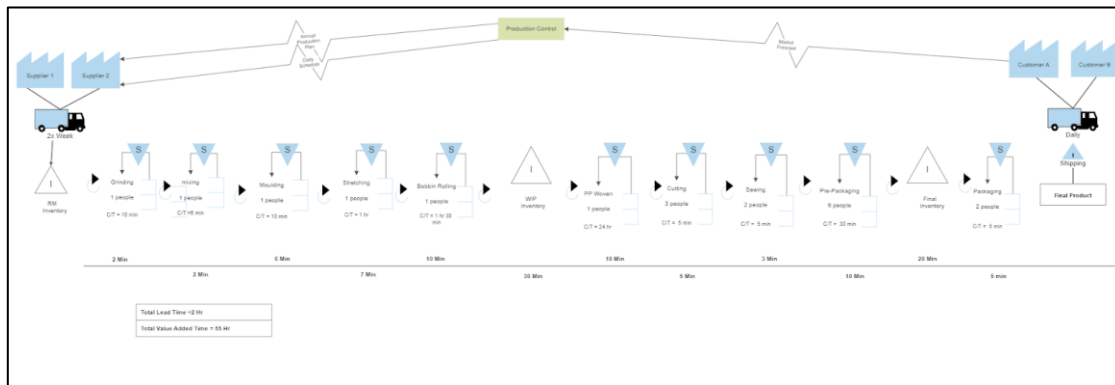 Production Control
Annual
Production
Plan
Daily
Schedule
Market
Forecast
Supplier 1
Supplier 2
Customer A
Customer B
2x Week
Daily
I
Shipping
Final Product
I
RM
Inventory
S
Grinding
1 people
C/T = 15 min
S
mixing
1 people
C/T =6 min
S
Moulding
1 people
C/T = 10 min
S
Stretching
1 people
C/T = 1 hr
S
Bobbin Rolling
1 people
C/T = 1 hr 30
min
I
WIP
inventory
S
PP Woven
1 people
C/T = 24 hr
S
Cutting
3 people
C/T = 5 min
S
Sewing
2 people
C/T = 5 min
S
Pre-Packaging
8 people
C/T = 30 min
I
Final
Inventory
S
Packaging
2 people
C/T = 5 min
2 Min
2 Min
6 Min
7 Min
10 Min
30 Min
18 Min
5 Min
3 Min
10 Min
20 Min
5 min
Total Lead Time =2 Hr
Total Value Added Time = 55 Hr